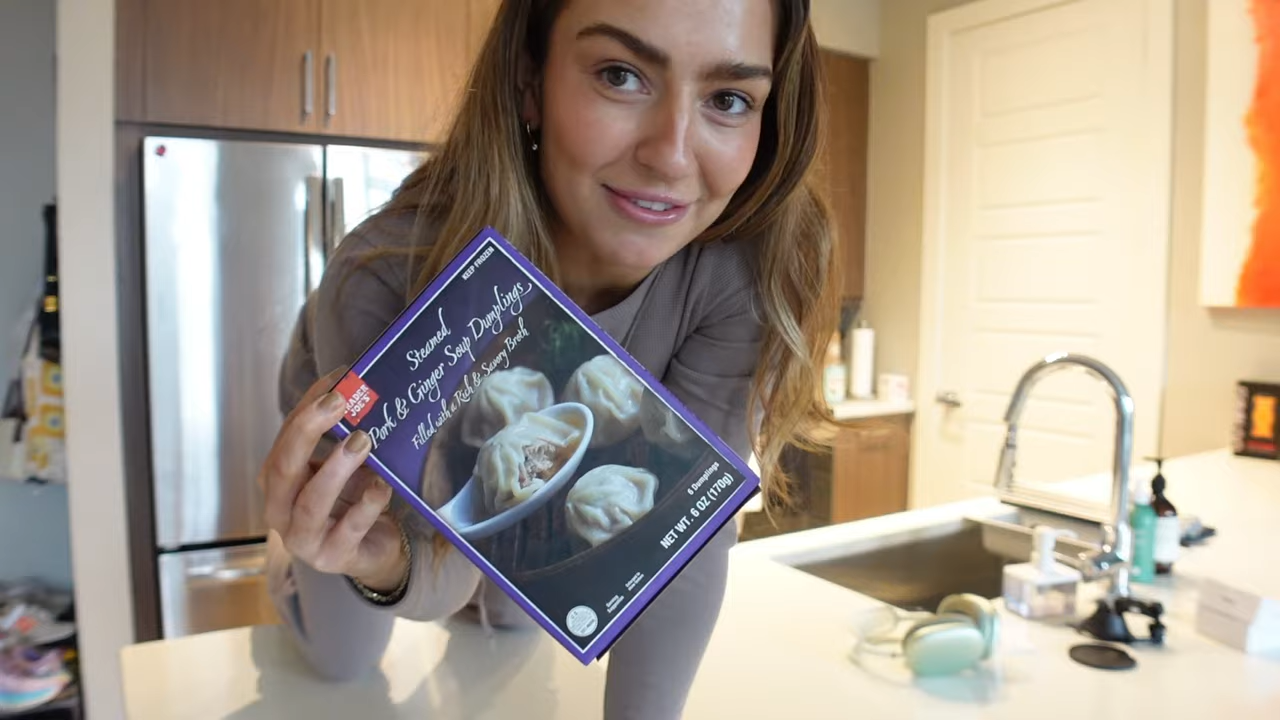 KEEP FROZEN
Steamed
Pork & Ginger Soup Dumplings
Filled with a Rich & Savory Broth
TRADER
JOE'S
6 Dumplings
NET WT. 6 OZ (170g)